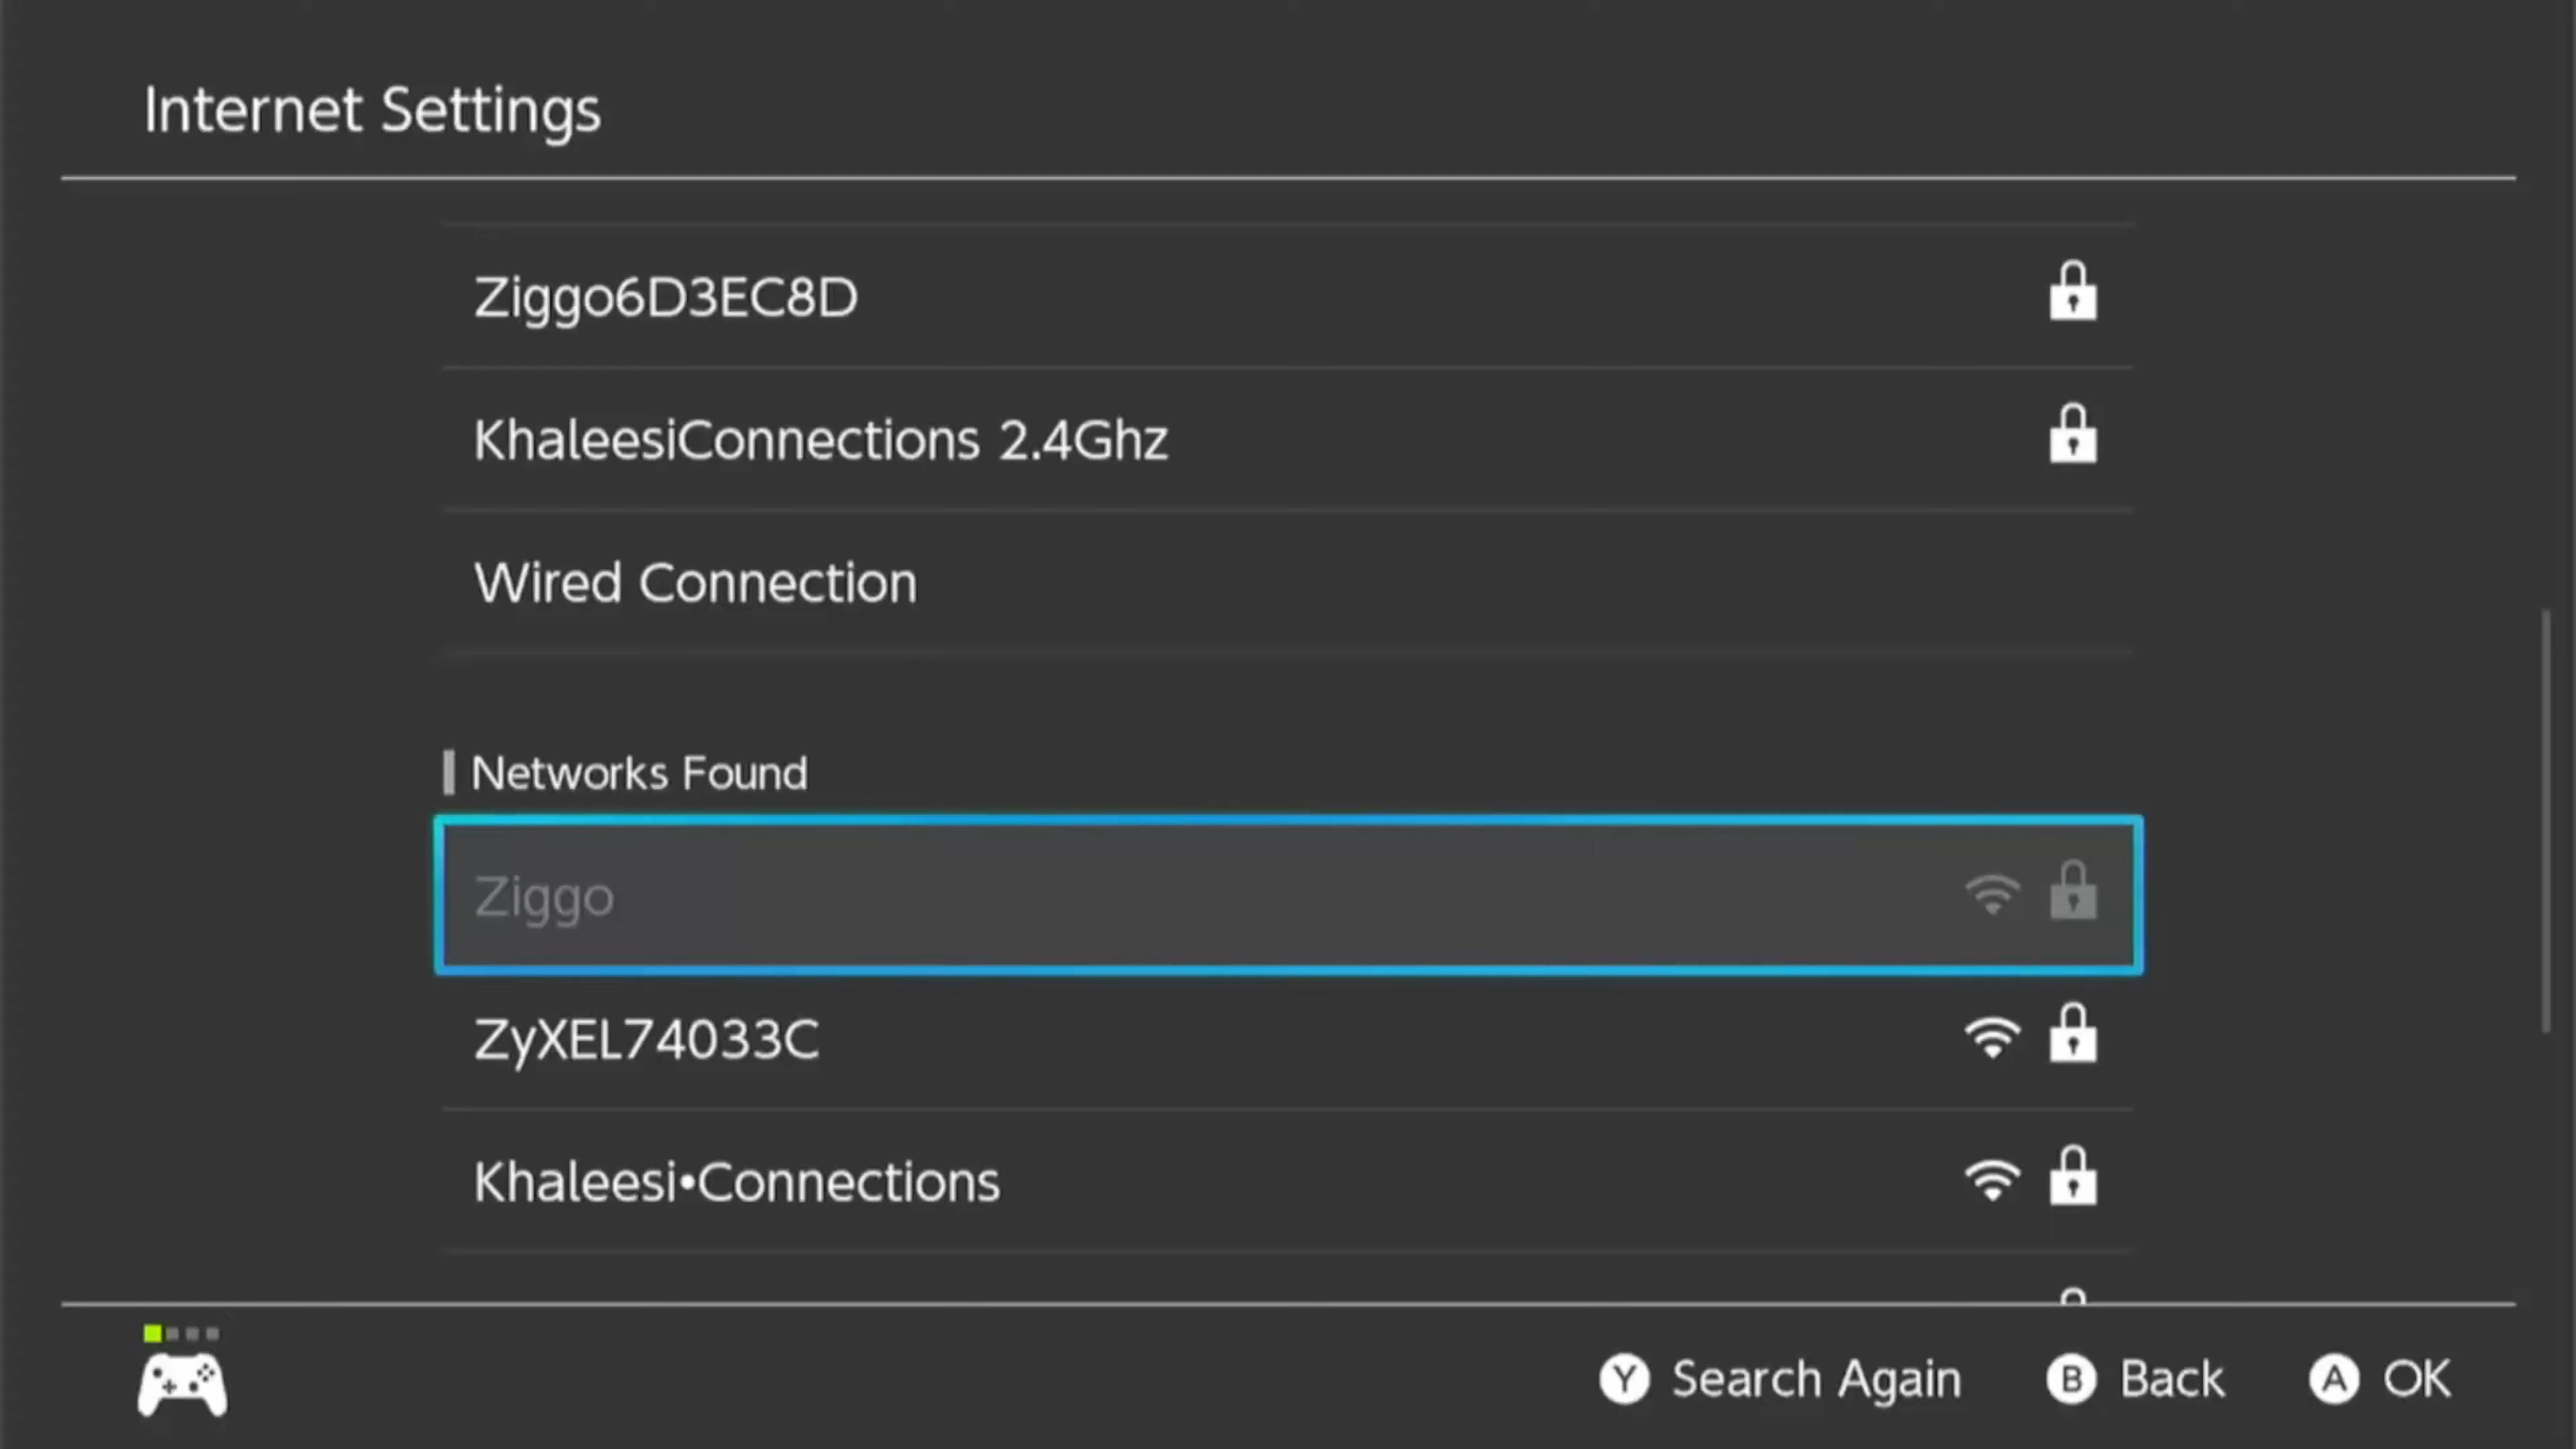 Internet Settings
Ziggo6D3EC8D
KhaleesiConnections 2.4Ghz
Wired Connection
Networks Found
Ziggo
ZyXEL74033C
Khaleesi•Connections
Y Search Again B Back A OK